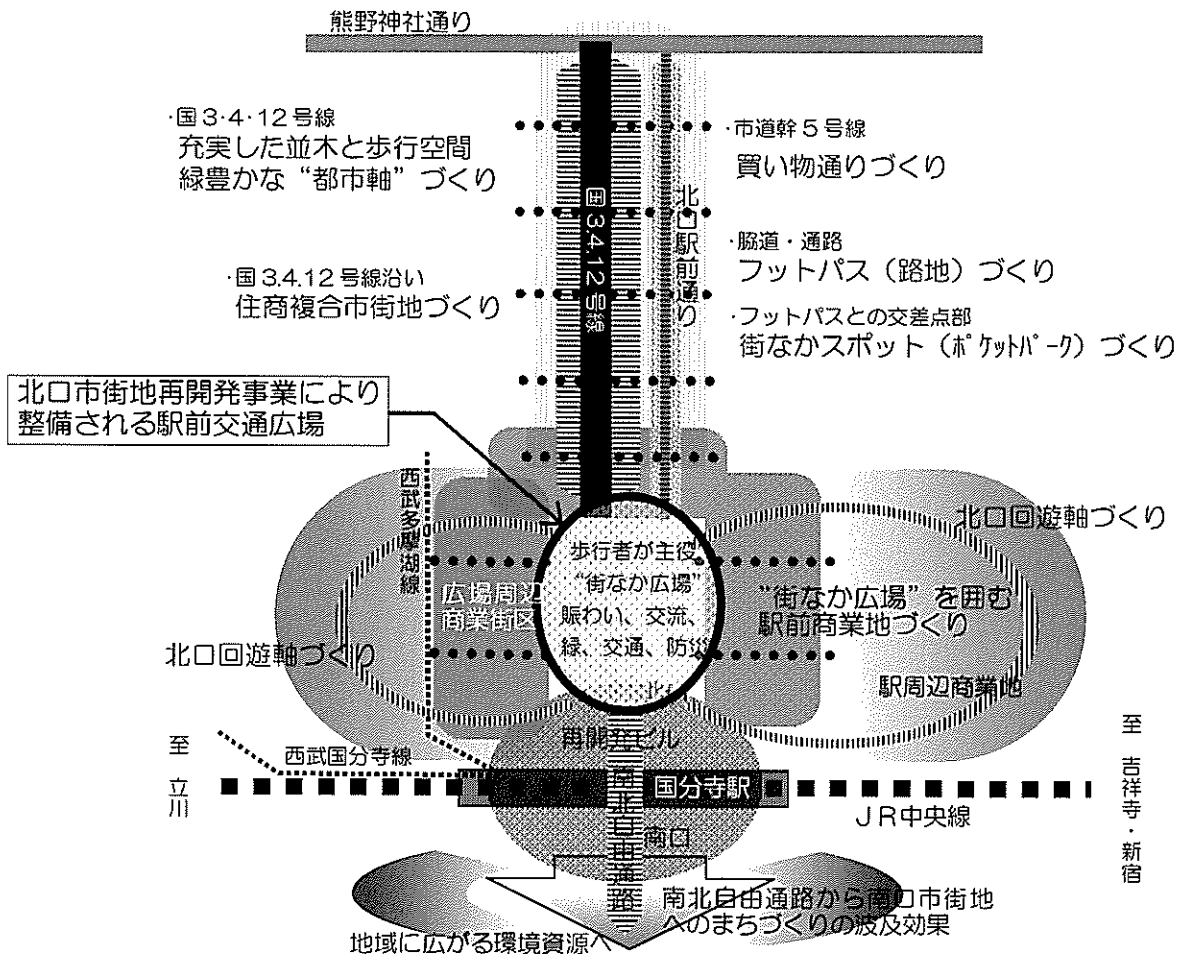 熊野神社通り
・国3・4・12号線
充実した並木と歩行空間
緑豊かな“都市軸”づくり
・国3.4.12号線沿い
住商複合市街地づくり
国3.4.12号線
北口駅前通り
・市道幹5号線
買い物通りづくり
・脇道・通路
フットパス（路地）づくり
・フットパスとの交差点部
街なかスポット（ポケットパーク）づくり
北口市街地再開発事業により
整備される駅前交通広場
西武多摩湖線
歩行者が主役
“街なか広場”
賑わい、交流、
緑、交通、防災
広場周辺
商業街区
北口回遊軸づくり
“街なか広場”を囲む
駅前商業地づくり
北口回遊軸づくり
駅周辺商業地
北口
再開発ビル
西武国分寺線
至 立川
国分寺駅
南北自由通路
JR中央線
至 吉祥寺・新宿
南口
南北自由通路から南口市街地
へのまちづくりの波及効果
地域に広がる環境資源へ